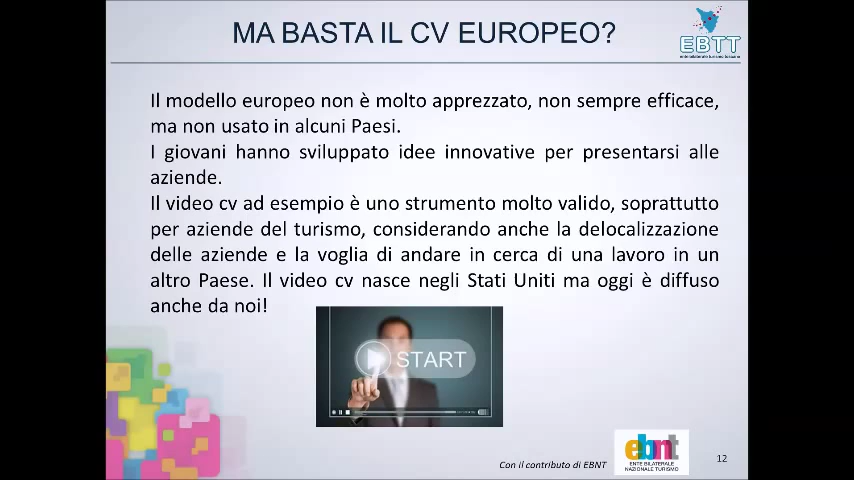 MA BASTA IL CV EUROPEO?
EBTT
ente bilaterale turismo toscano
Il modello europeo non è molto apprezzato, non sempre efficace,
ma non usato in alcuni Paesi.
I giovani hanno sviluppato idee innovative per presentarsi alle
aziende.
Il video cv ad esempio è uno strumento molto valido, soprattutto
per aziende del turismo, considerando anche la delocalizzazione
delle aziende e la voglia di andare in cerca di una lavoro in un
altro Paese. Il video cv nasce negli Stati Uniti ma oggi è diffuso
anche da noi!
START
Con il contributo di EBNT
ebnt
ENTE BILATERALE
NAZIONALE TURISMO
12